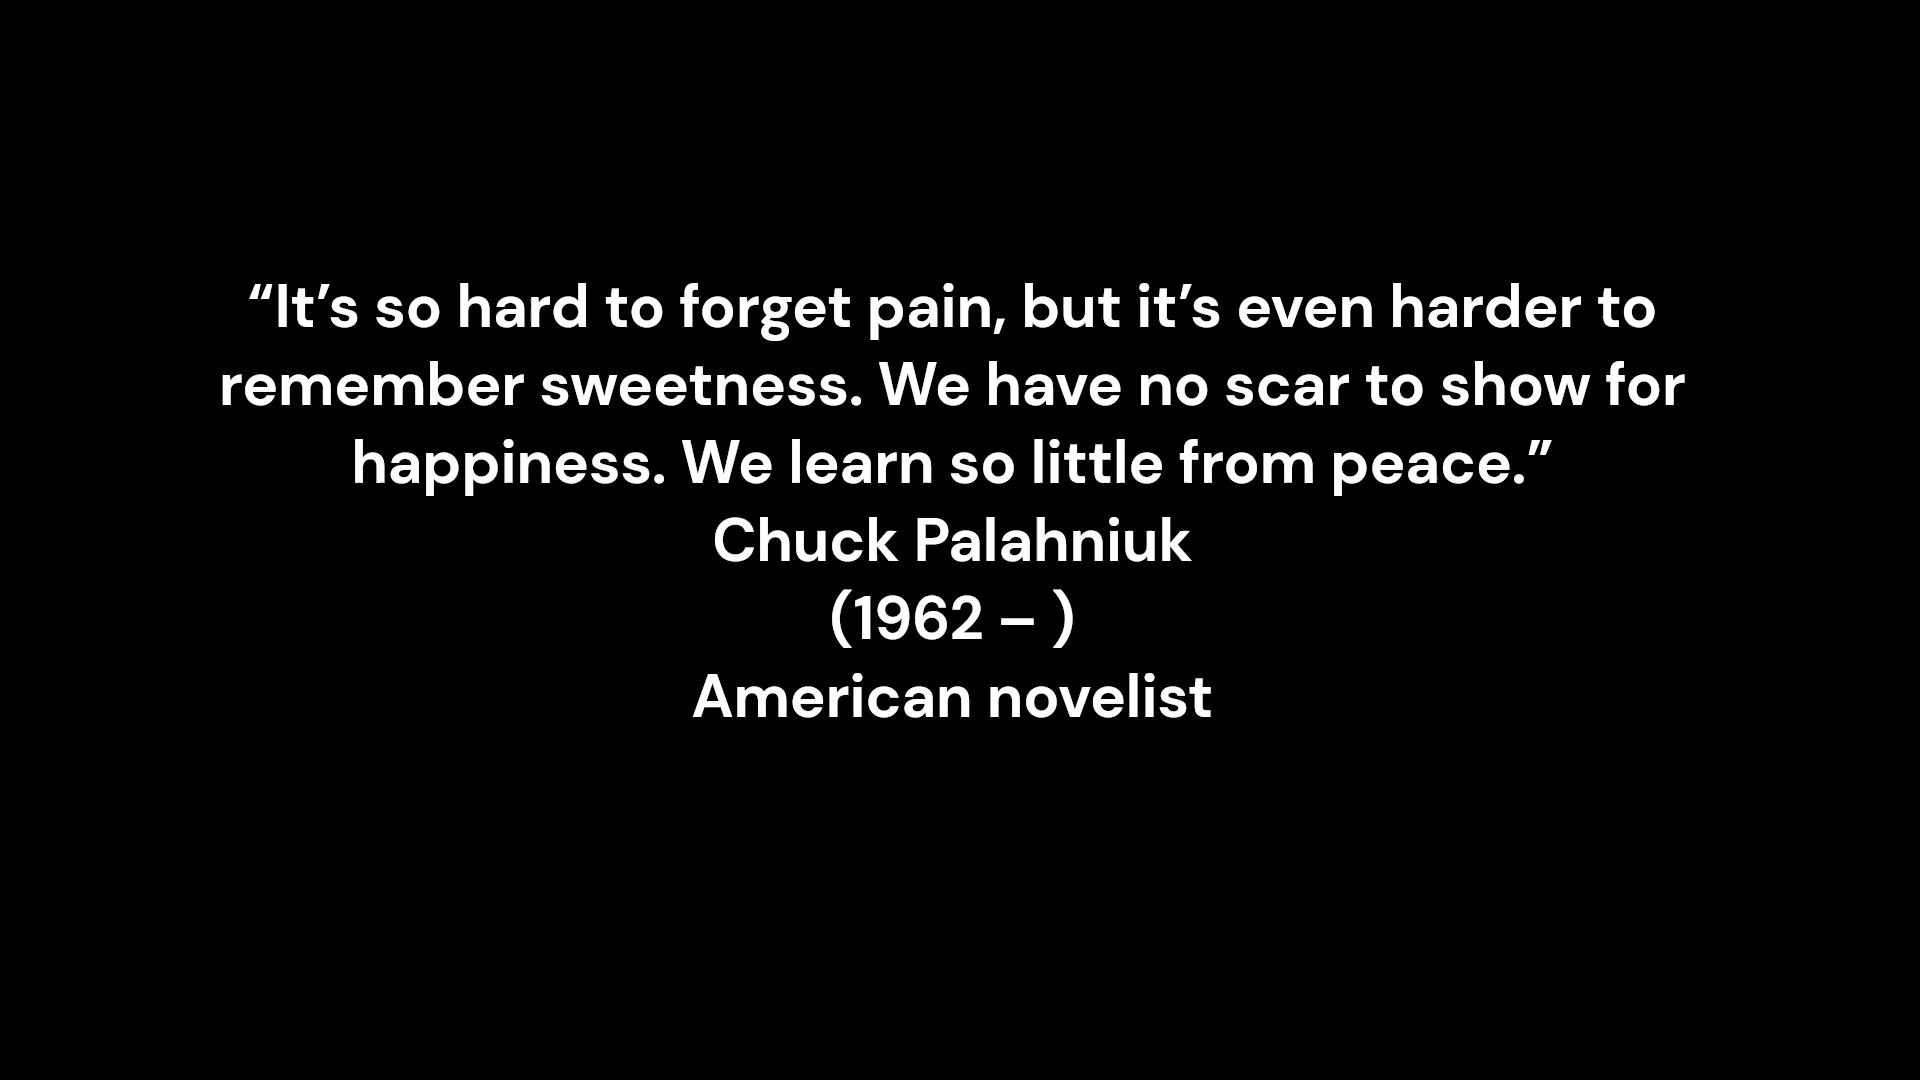 “It’s so hard to forget pain, but it’s even harder to
remember sweetness. We have no scar to show for
happiness. We learn so little from peace.”
Chuck Palahniuk
(1962 – )
American novelist